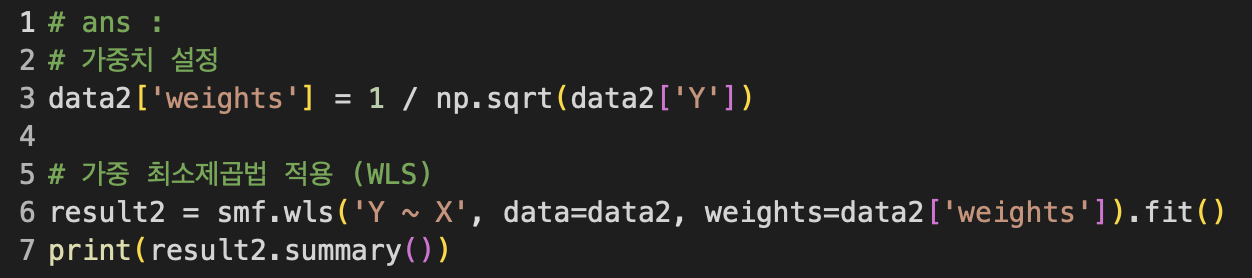 1 # ans :
2 # 가중치 설정
3 data2['weights'] = 1 / np.sqrt(data2['Y'])
4
5 # 가중 최소제곱법 적용 (WLS)
6 result2 = smf.wls('Y ~ X', data=data2, weights=data2['weights']).fit()
7 print(result2.summary())